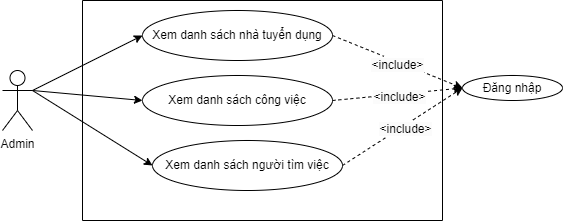 Xem danh sách nhà tuyển dụng
<include>
Đăng nhập
Xem danh sách công việc
<include>
Admin
<include>
Xem danh sách người tìm việc